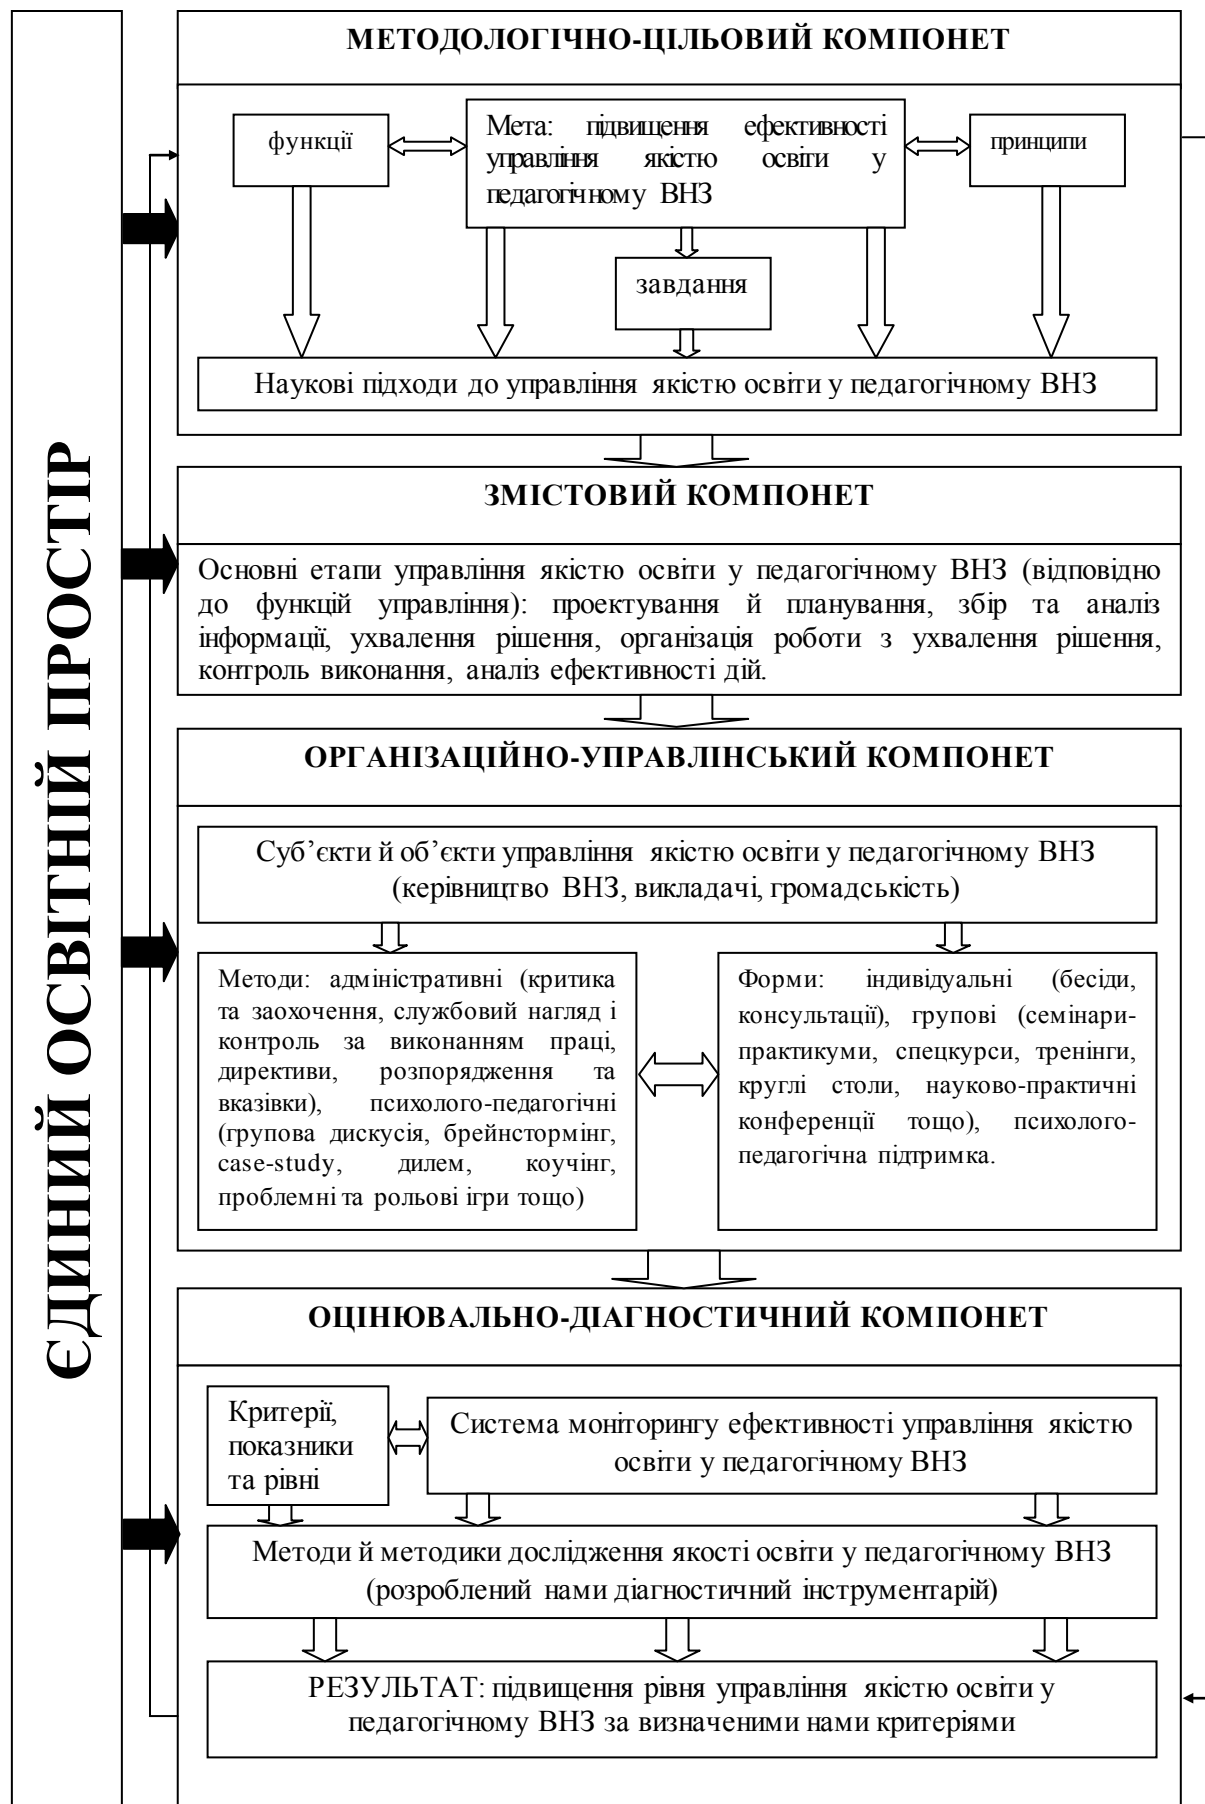 ЄДИНИЙ ОСВІТНІЙ ПРОСТІР
МЕТОДОЛОГІЧНО-ЦІЛЬОВИЙ КОМПОНЕТ
функції
Мета: підвищення ефективності
управління якістю освіти у
педагогічному ВНЗ
принципи
завдання
Наукові підходи до управління якістю освіти у педагогічному ВНЗ
ЗМІСТОВИЙ КОМПОНЕТ
Основні етапи управління якістю освіти у педагогічному ВНЗ (відповідно
до функцій управління): проектування й планування, збір та аналіз
інформації, ухвалення рішення, організація роботи з ухвалення рішення,
контроль виконання, аналіз ефективності дій.
ОРГАНІЗАЦІЙНО-УПРАВЛІНСЬКИЙ КОМПОНЕТ
Суб’єкти й об’єкти управління якістю освіти у педагогічному ВНЗ
(керівництво ВНЗ, викладачі, громадськість)
Методи: адміністративні (критика
та заохочення, службовий нагляд і
контроль за виконанням праці,
директиви, розпорядження та
вказівки), психолого-педагогічні
(групова дискусія, брейнстормінг,
case-study, дилем, коучінг,
проблемні та рольові ігри тощо)
Форми: індивідуальні (бесіди,
консультації), групові (семінари-
практикуми, спецкурси, тренінги,
круглі столи, науково-практичні
конференції тощо), психолого-
педагогічна підтримка.
ОЦІНЮВАЛЬНО-ДІАГНОСТИЧНИЙ КОМПОНЕТ
Критерії,
показники
та рівні
Система моніторингу ефективності управління якістю
освіти у педагогічному ВНЗ
Методи й методики дослідження якості освіти у педагогічному ВНЗ
(розроблений нами діагностичний інструментарій)
РЕЗУЛЬТАТ: підвищення рівня управління якістю освіти у
педагогічному ВНЗ за визначеними нами критеріями